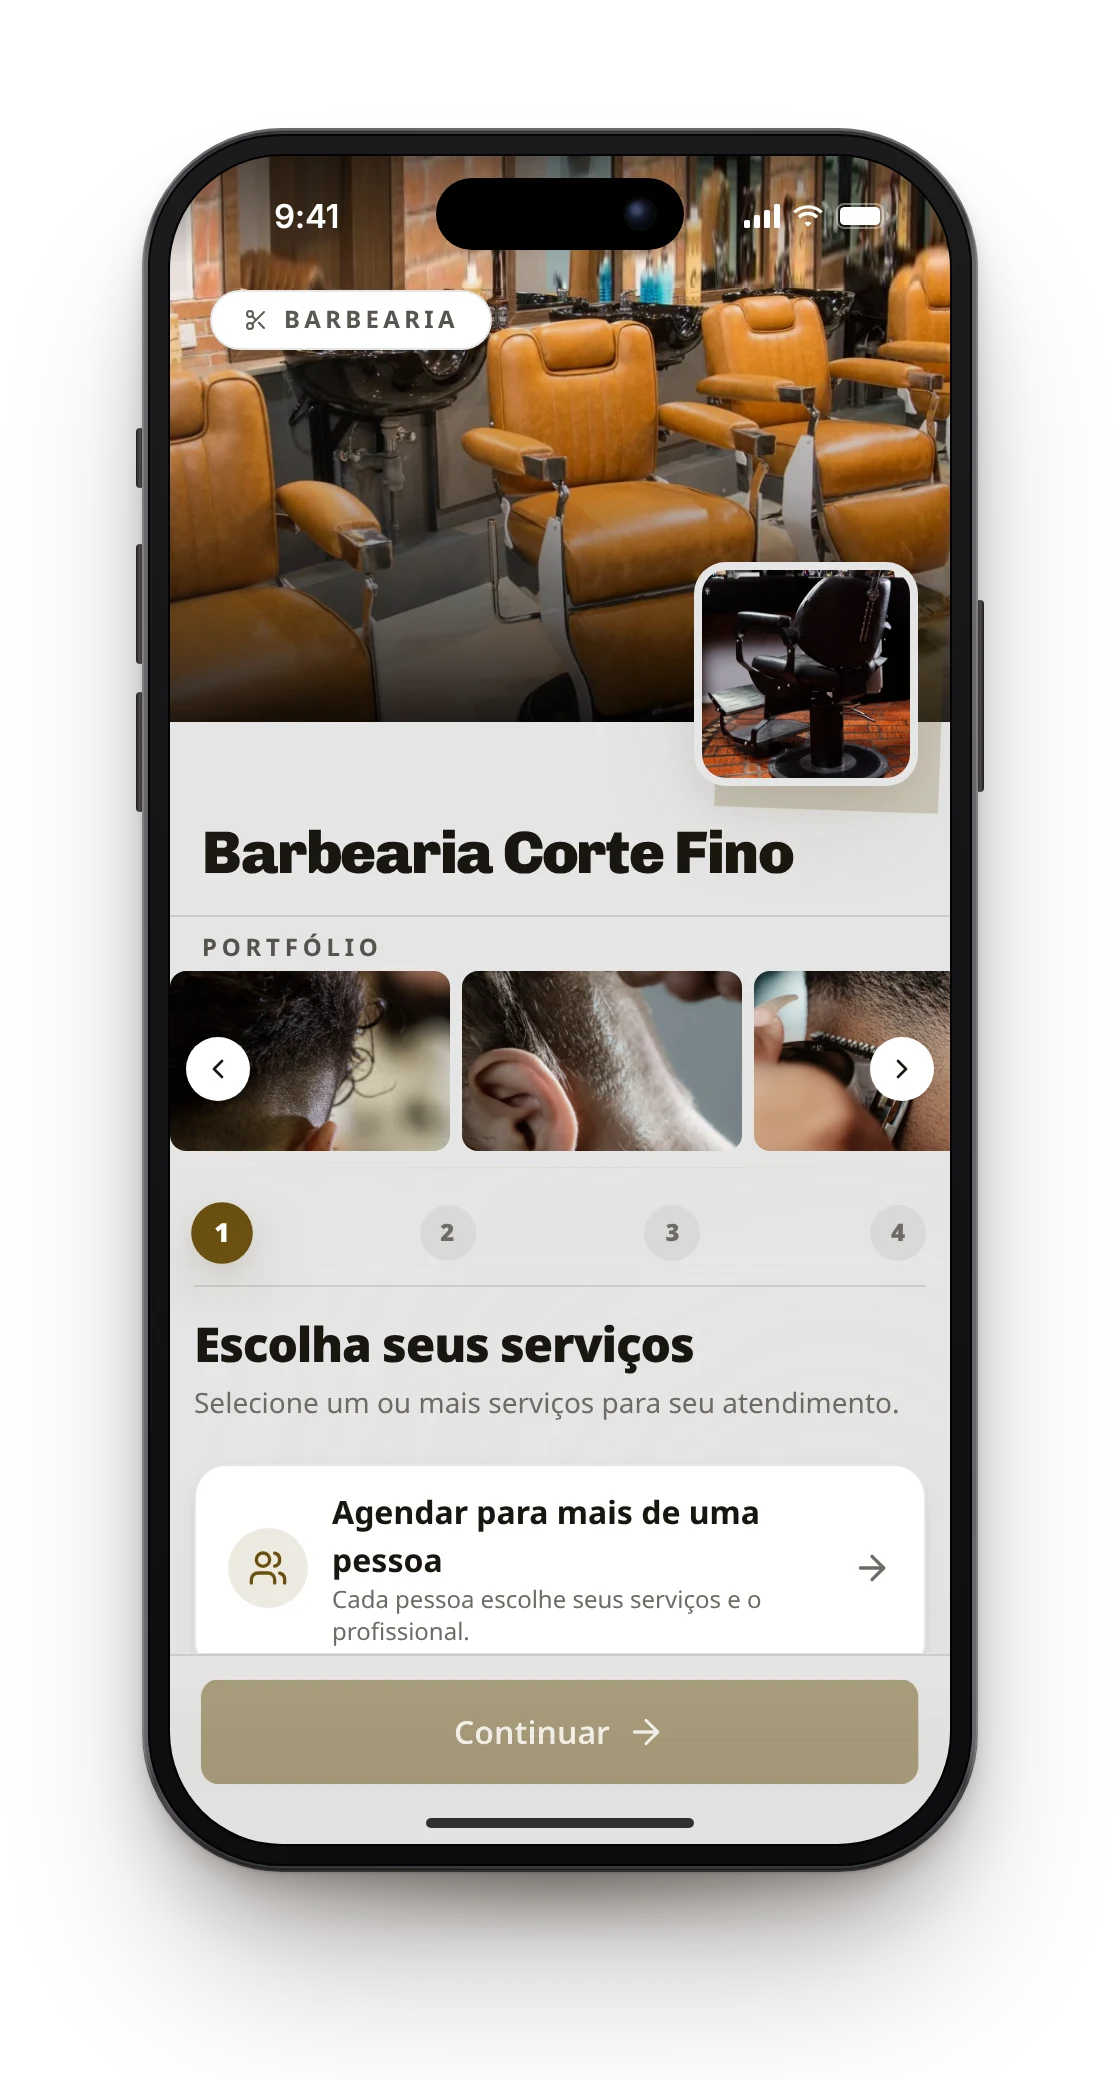 9:41
BARBEARIA
Barbearia Corte Fino
PORTFÓLIO
1 2 3 4
Escolha seus serviços
Selecione um ou mais serviços para seu atendimento.
Agendar para mais de uma
pessoa
Cada pessoa escolhe seus serviços e o
profissional.
Continuar